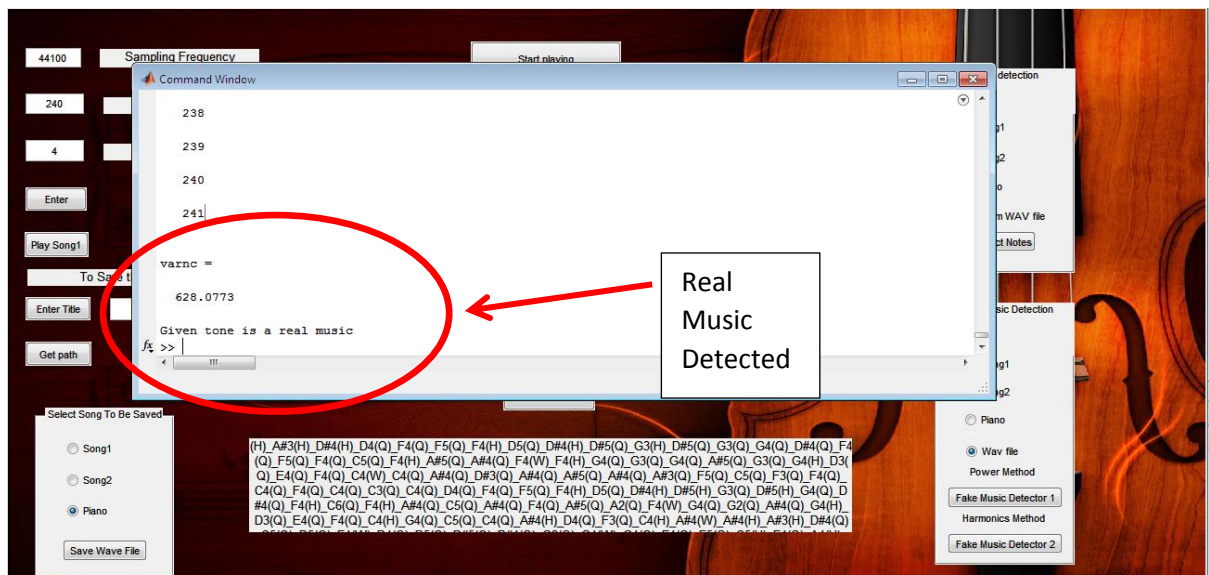 44100
Sampling Frequency
Start playing
Command Window
detection
240
238
239
4
240
Enter
241
m WAV file
Play Song1
ct Notes
To Save t
varnc =
628.0773
Given tone is a real music
fx >>
Real
Music
Detected
Enter Title
sic Detection
Get path
g1
g2
Select Song To Be Saved
Song1
Song2
Piano
Save Wave File
(H)_A#3(H)_D#4(H)_D4(Q)_F4(Q)_F5(Q)_F4(H)_D5(Q)_D#4(H)_D#5(Q)_G3(H)_D#5(Q)_G3(Q)_G4(Q)_D#4(Q)_F4
(Q)_F5(Q)_F4(Q)_C5(Q)_F4(H)_A#5(Q)_A#4(Q)_F4(W)_F4(H)_G4(Q)_G3(Q)_G4(Q)_A#5(Q)_G3(Q)_G4(H)_D3(
Q)_E4(Q)_F4(Q)_C4(W)_C4(Q)_A#4(Q)_D#3(Q)_A#4(Q)_A#5(Q)_A#4(Q)_A#3(Q)_F5(Q)_C5(Q)_F3(Q)_F4(Q)_
C4(Q)_F4(Q)_C4(Q)_C3(Q)_C4(Q)_D4(Q)_F4(Q)_F5(Q)_F4(H)_D5(Q)_D#4(H)_D#5(H)_G3(Q)_D#5(H)_G4(Q)_D
#4(Q)_F4(H)_C6(Q)_F4(H)_A#4(Q)_C5(Q)_A#4(Q)_F4(Q)_A#5(Q)_A2(Q)_F4(W)_G4(Q)_G2(Q)_A#4(Q)_G4(H)_
D3(Q)_E4(Q)_F4(Q)_C4(H)_G4(Q)_C5(Q)_C4(Q)_A#4(H)_D4(Q)_F3(Q)_C4(H)_A#4(W)_A#4(H)_A#3(H)_D#4(Q)
Piano
Wav file
Power Method
Fake Music Detector 1
Harmonics Method
Fake Music Detector 2